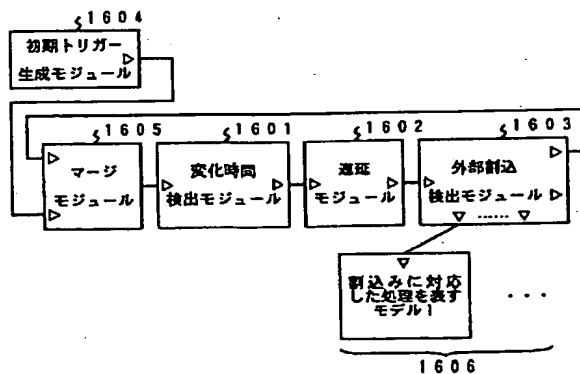 1604
初期トリガー
生成モジュール
1605
マージ
モジュール
1601
変化時間
検出モジュール
1602
遅延
モジュール
1603
外部割込
検出モジュール
……
割込みに対応
した処理を表す
モデル1
...
1606